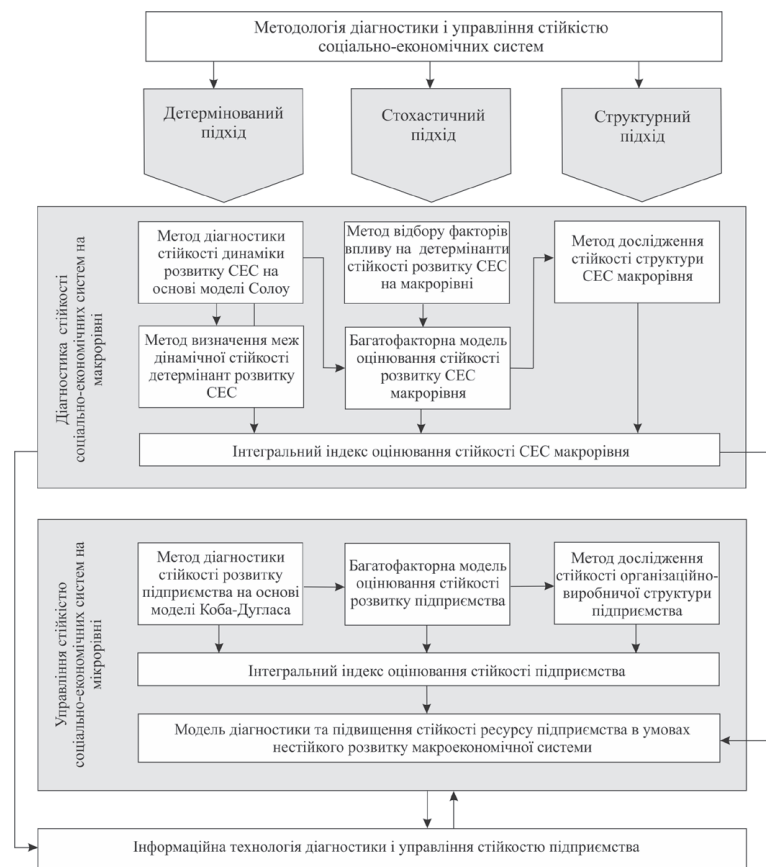 Методологія діагностики і управління стійкістю
соціально-економічних систем
Детермінований
підхід
Стохастичний
підхід
Структурний
підхід
Діагностика стійкості
соціально-економічних систем на
макрорівні
Метод діагностики
стійкості динаміки
розвитку СЕС на
основі моделі Солоу
Метод відбору факторів
впливу на детермінанти
стійкості розвитку СЕС
на макрорівні
Метод дослідження
стійкості структури
СЕС макрорівня
Метод визначення меж
дінамічної стійкості
детермінант розвитку
СЕС
Багатофакторна модель
оцінювання стійкості
розвитку СЕС
макрорівня
Інтегральний індекс оцінювання стійкості СЕС макрорівня
Управління стійкістю
соціально-економічних систем на
мікрорівні
Метод діагностики
стійкості розвитку
підприємства на основі
моделі Коба-Дугласа
Багатофакторна модель
оцінювання стійкості
розвитку підприємства
Метод дослідження
стійкості організаційно-
виробничої структури
підприємства
Інтегральний індекс оцінювання стійкості підприємства
Модель діагностики та підвищення стійкості ресурсу підприємства в умовах
нестійкого розвитку макроекономічної системи
Інформаційна технологія діагностики і управління стійкостю підприємства